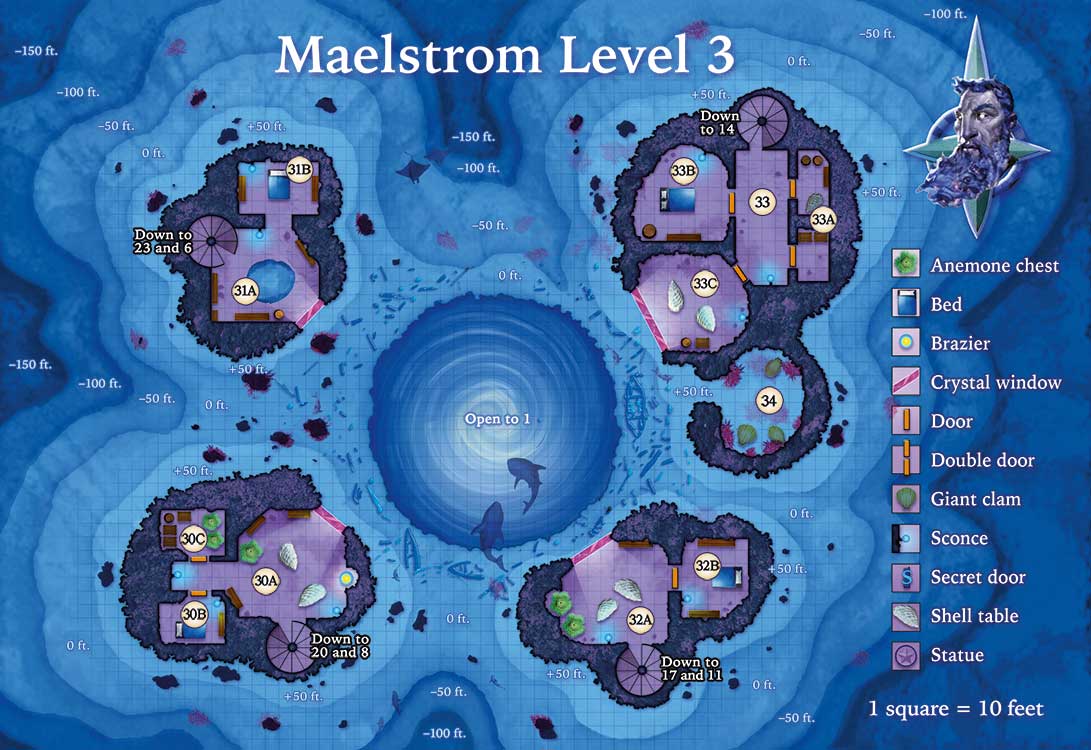 Maelstrom Level 3
-100 ft.
-50 ft.
0 ft.
-150 ft.
-100 ft.
-50 ft.
0 ft.
+50 ft.
-150 ft.
-100 ft.
-50 ft.
0 ft.
+50 ft.
Down
to 14
+50 ft.
31B
Down to
23 and 6
31A
+50 ft.
33B
33
33A
33C
34
+50 ft.
Open to 1
-150 ft.
-100 ft.
-50 ft.
0 ft.
+50 ft.
30C
30A
30B
Down to
20 and 8
0 ft.
+50 ft.
0 ft.
-50 ft.
-100 ft.
32B
32A
Down to
17 and 11
+50 ft.
0 ft.
+50 ft.
0 ft.
-50 ft.
Anemone chest
Bed
Brazier
Crystal window
Door
Double door
Giant clam
Sconce
S
Secret door
Shell table
Statue
1 square = 10 feet